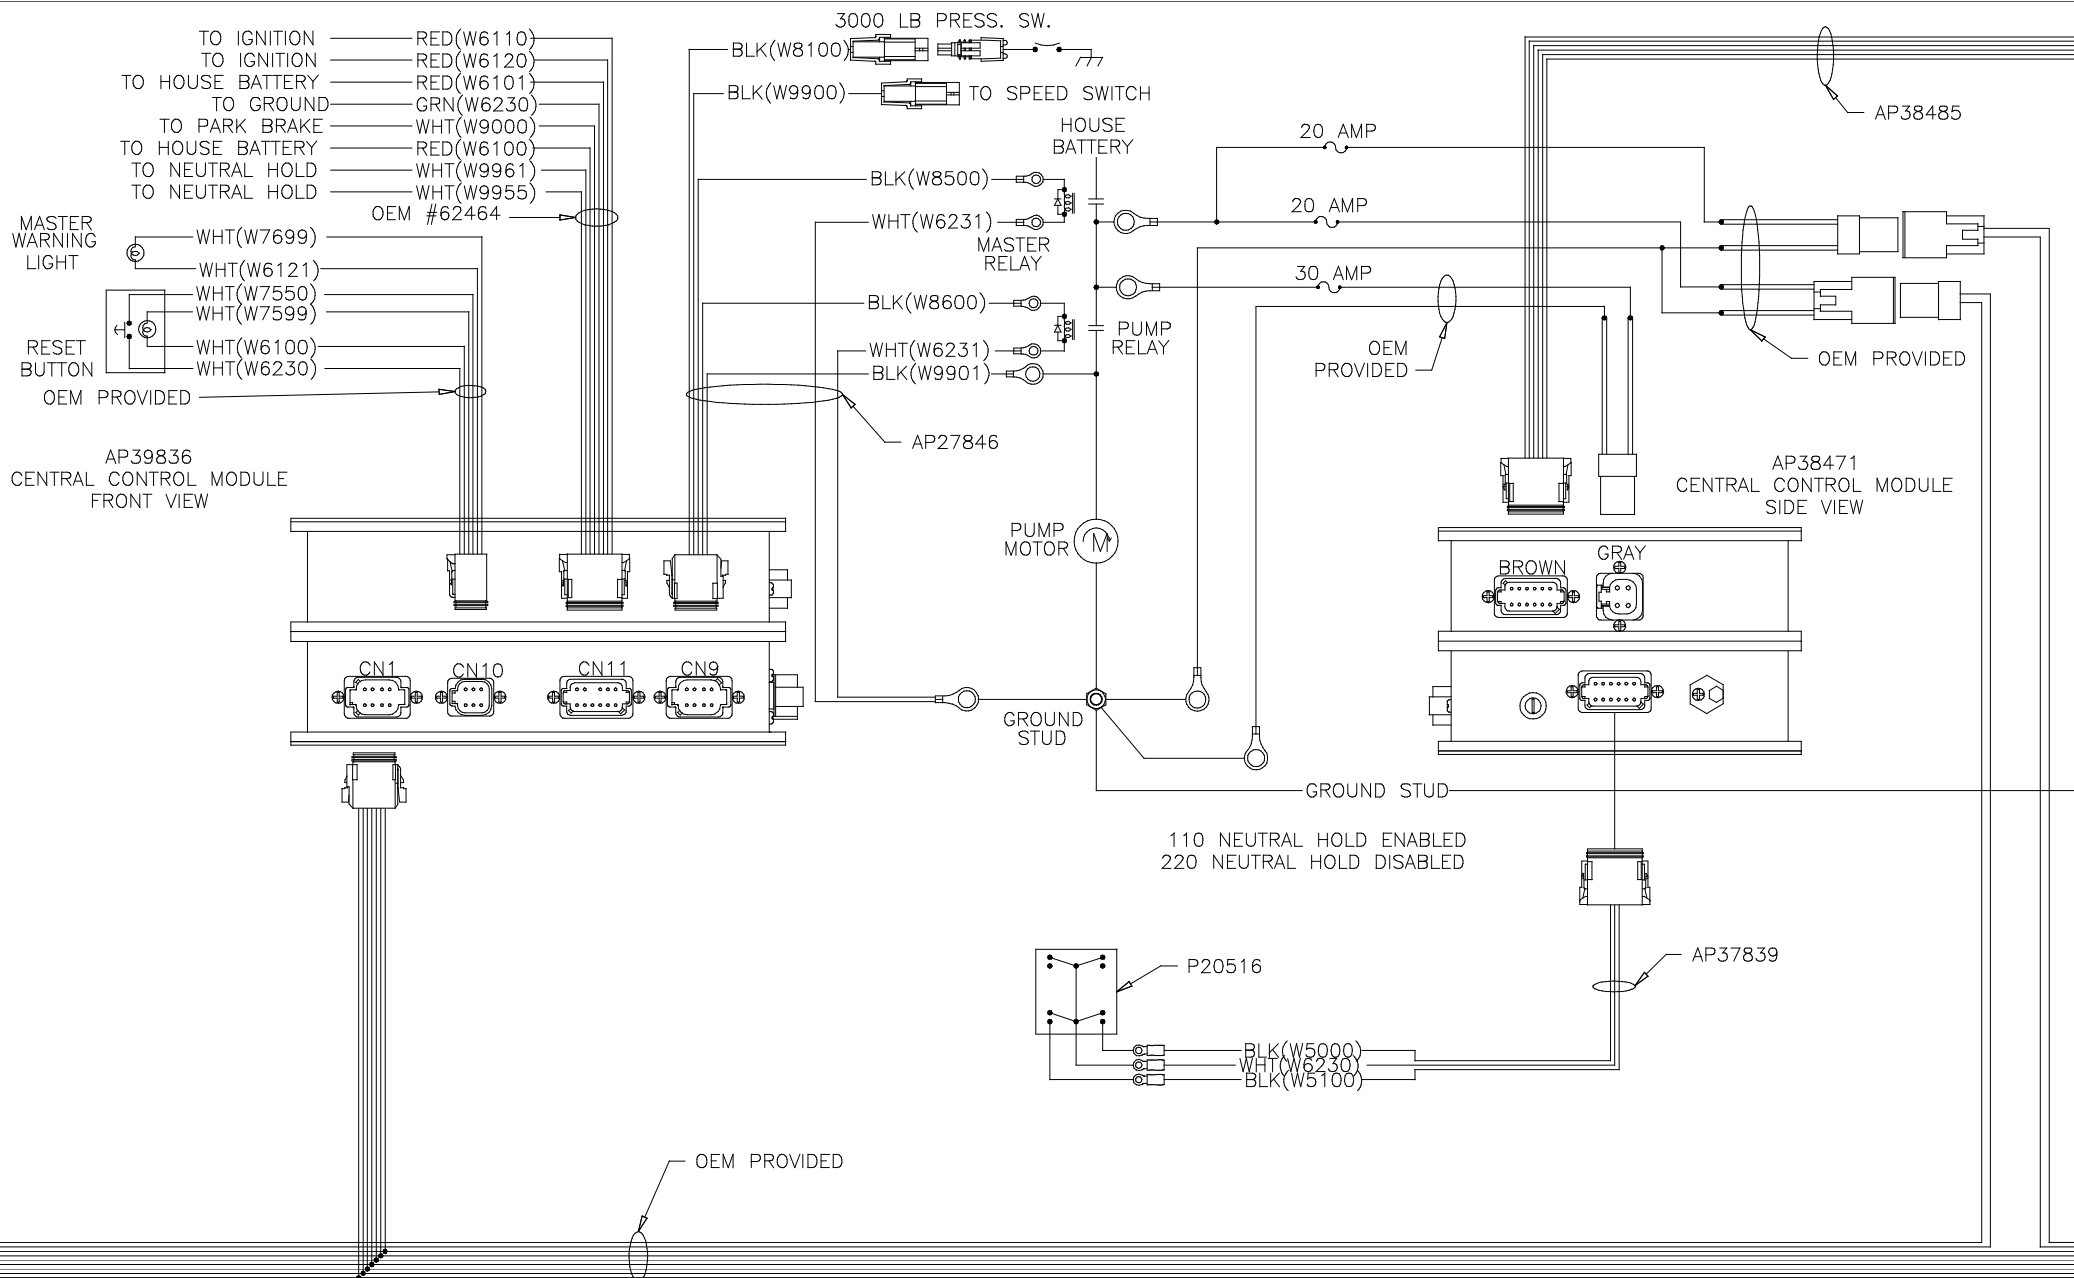 3000 LB PRESS. SW.
TO IGNITION RED(W6110)
TO IGNITION RED(W6120)
TO HOUSE BATTERY RED(W6101)
TO GROUND GRN(W6230)
TO PARK BRAKE WHT(W9000)
TO HOUSE BATTERY RED(W6100)
TO NEUTRAL HOLD WHT(W9961)
TO NEUTRAL HOLD WHT(W9955)
OEM #62464
BLK(W8100)
BLK(W9900) TO SPEED SWITCH
MASTER
WARNING
LIGHT
WHT(W7699)
WHT(W6121)
WHT(W7550)
WHT(W7599)
WHT(W6100)
WHT(W6230)
RESET
BUTTON
OEM PROVIDED
AP39836
CENTRAL CONTROL MODULE
FRONT VIEW
HOUSE
BATTERY
BLK(W8500)
WHT(W6231)
MASTER
RELAY
BLK(W8600)
PUMP
RELAY
WHT(W6231)
BLK(W9901)
AP27846
20 AMP
20 AMP
30 AMP
OEM
PROVIDED
AP38485
OEM PROVIDED
AP38471
CENTRAL CONTROL MODULE
SIDE VIEW
PUMP
MOTOR
M
GRAY
BROWN
CN1
CN10
CN11
CN9
GROUND
STUD
GROUND STUD
110 NEUTRAL HOLD ENABLED
220 NEUTRAL HOLD DISABLED
P20516
AP37839
BLK(W5000)
WHT(W6230)
BLK(W5100)
OEM PROVIDED